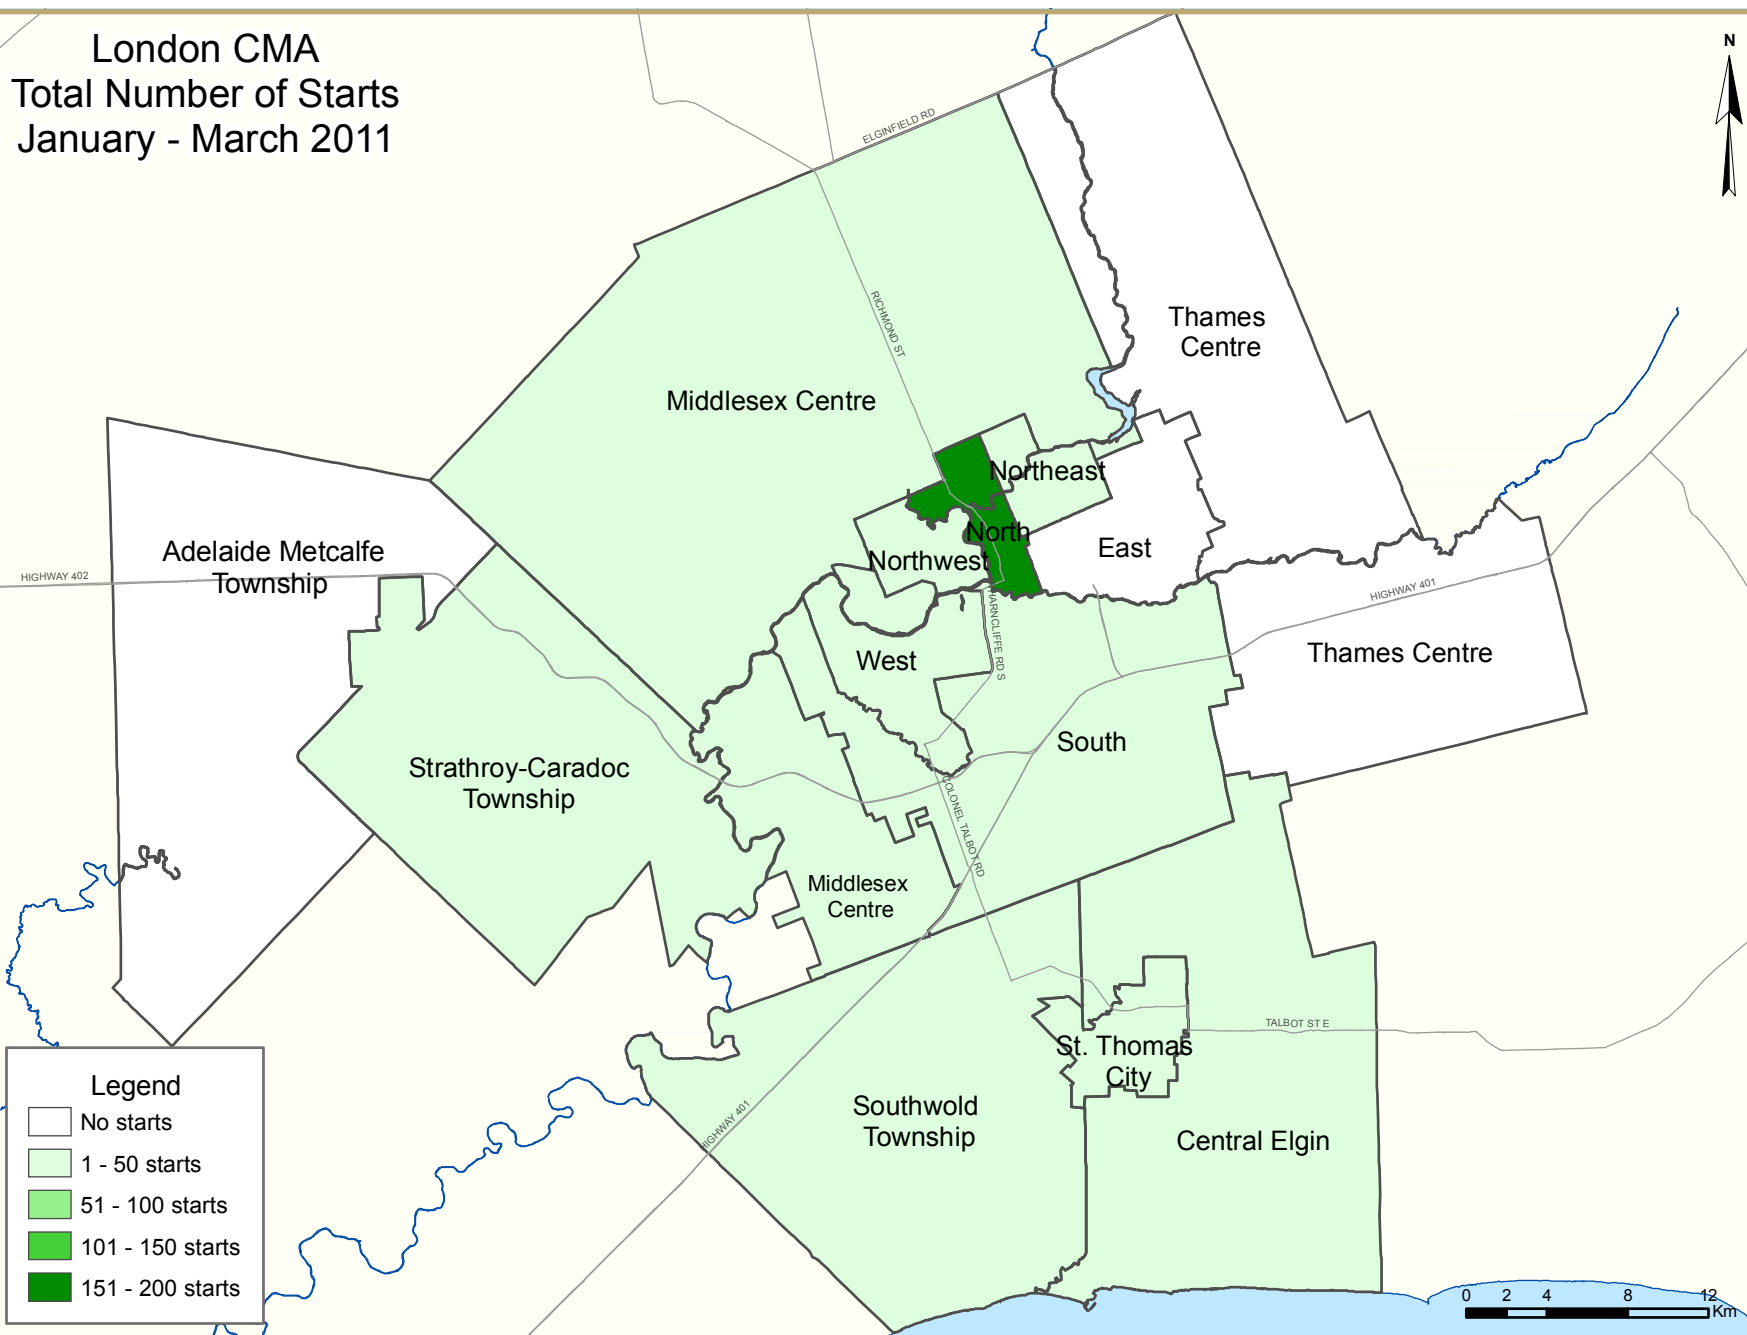 London CMA
Total Number of Starts
January - March 2011
N
ELGINFIELD RD
RICHMOND ST
Thames
Centre
Middlesex Centre
Northeast
North
Northwest
East
Adelaide Metcalfe
Township
HIGHWAY 402
HIGHWAY 401
HARNCLIFFE RD S
West
Thames Centre
South
Strathroy-Caradoc
Township
COLONEL TALBOT RD
Middlesex
Centre
TALBOT ST E
St. Thomas
City
Southwold
Township
HIGHWAY 401
Central Elgin
Legend
No starts
1 - 50 starts
51 - 100 starts
101 - 150 starts
151 - 200 starts
0 2 4 8 12
Km